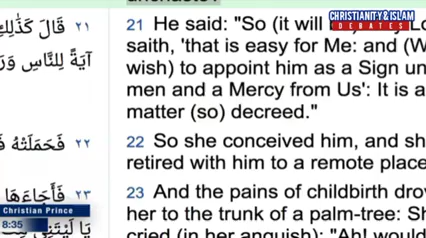 CHRISTIANITY & ISLAM
DEBATES
٢١ قَالَ كَذَٰلِكِ
آيَةً لِلنَّاسِ
٢٢ فَحَمَلَتْهُ
٢٣ فَأَجَاءَهَا
يَا لَيْتَنِي
21 He said: "So (it will
saith, 'that is easy for Me: and (W
wish) to appoint him as a Sign un
men and a Mercy from Us': It is a
matter (so) decreed."
22 So she conceived him, and sh
retired with him to a remote place
23 And the pains of childbirth drov
her to the trunk of a palm-tree: Sh
cried (in her anguish): "Ah! would
Christian Prince
8:35